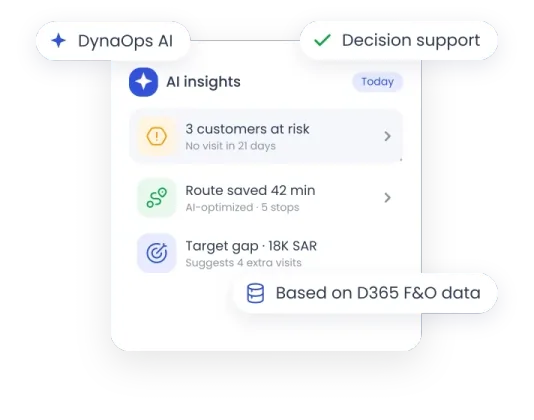 DynaOps AI
Decision support
AI insights
Today
3 customers at risk
No visit in 21 days
Route saved 42 min
AI-optimized · 5 stops
Target gap · 18K SAR
Suggests 4 extra visits
Based on D365 F&O data